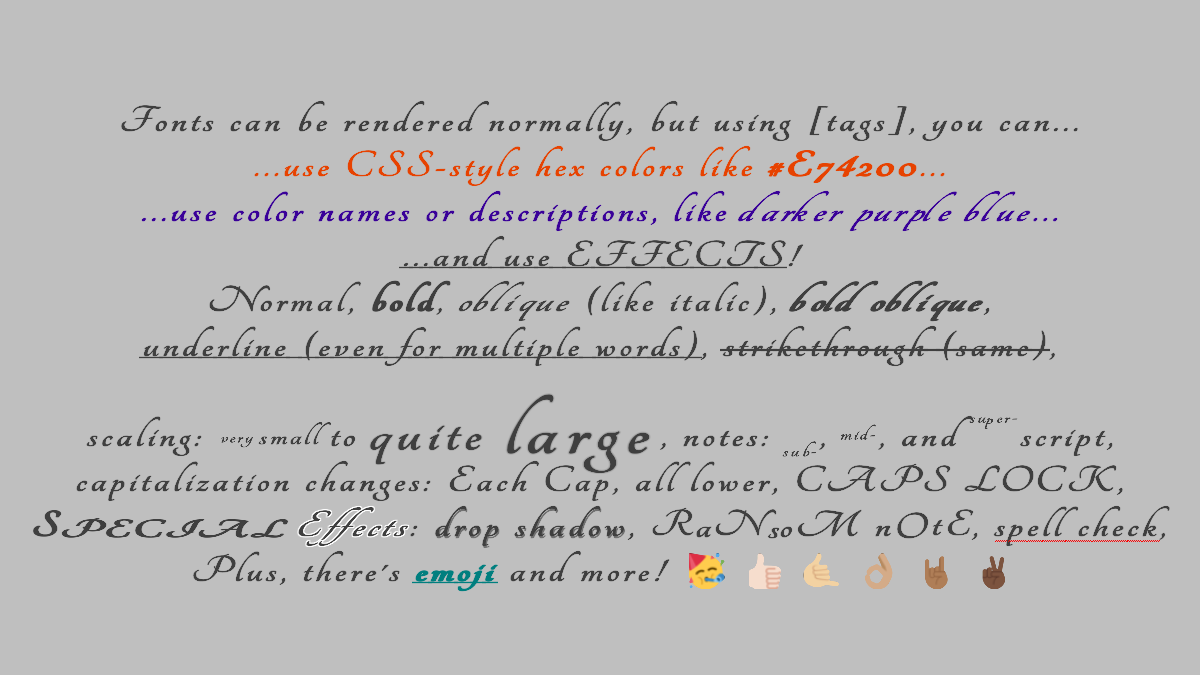 Fonts can be rendered normally, but using [tags], you can...
...use CSS-style hex colors like #E74200...
...use color names or descriptions, like darker purple blue...
...and use EFFECTS!
Normal, bold, oblique (like italic), bold oblique,
underline (even for multiple words), strikethrough (same),
scaling: very small to quite large, notes: sub-, mid-, and super-script,
capitalization changes: Each Cap, all lower, CAPS LOCK,
SPECIAL Effects: drop shadow, RaNsoM nOtE, spell check,
Plus, there's emoji and more! 🥳 👍🏻 🤙🏼 👌🏽 🤘🏾 ✌🏿